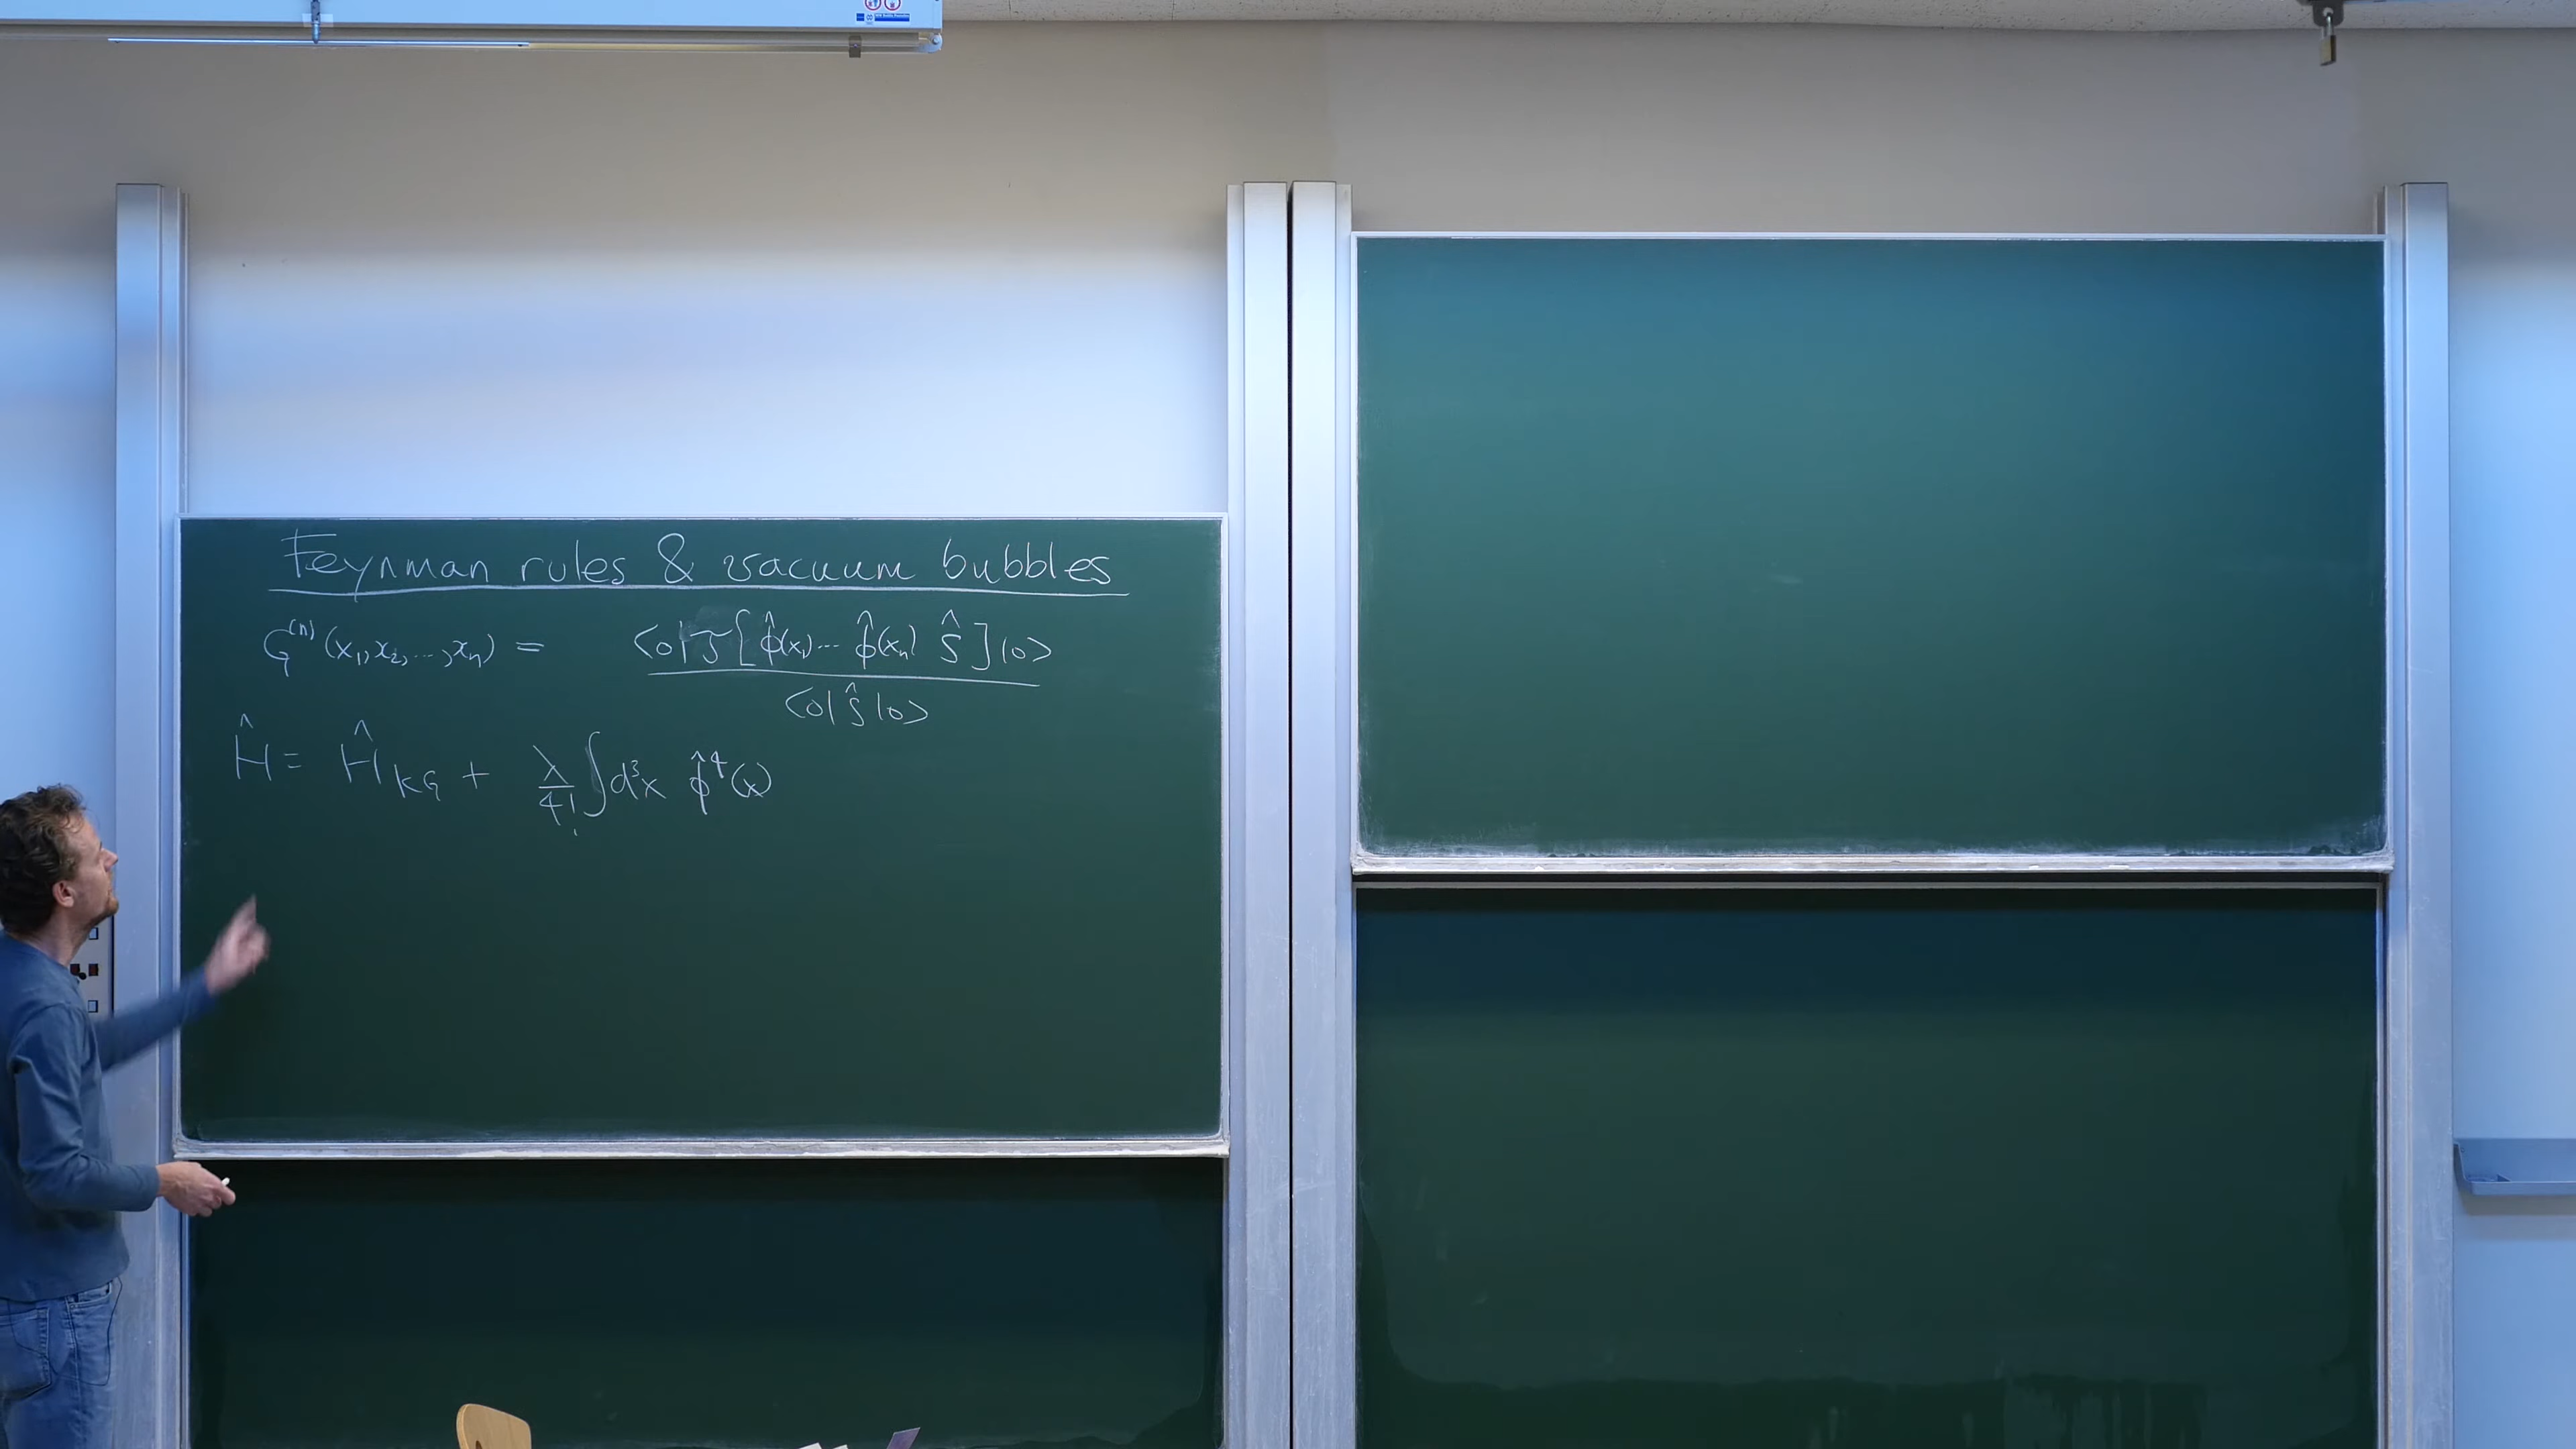 Feynman rules & vacuum bubbles
G^(n)(x₁,x₂,...,xₙ) = <0|T[φ̂(x₁)...φ̂(xₙ) Ŝ]|0> / <0|Ŝ|0>
Ĥ = Ĥ_KG + λ/4! ∫d³x φ̂⁴(x)